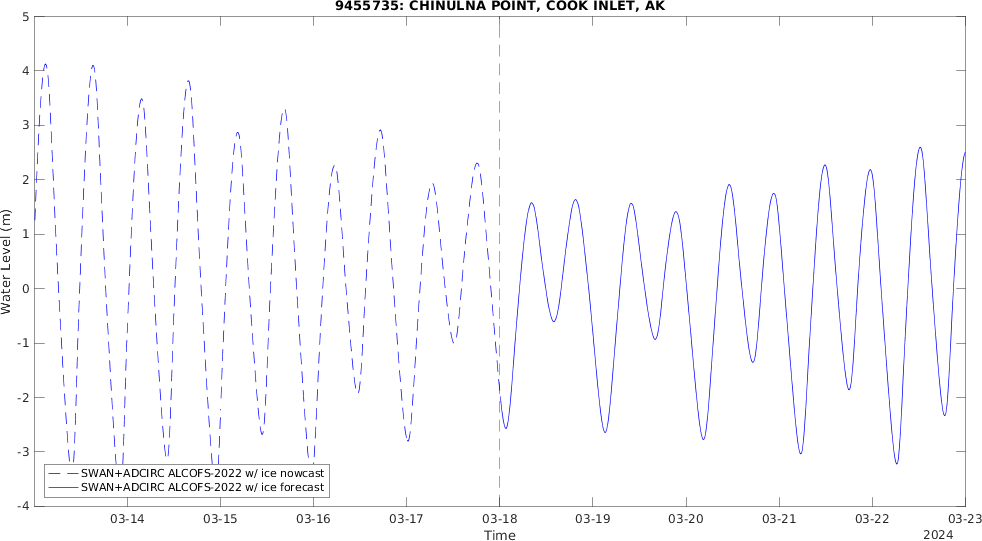 9455735: CHINULNA POINT, COOK INLET, AK
5
4
3
2
1
0
-1
-2
-3
-4
Water Level (m)
SWAN+ADCIRC ALCOFS-2022 w/ ice nowcast
SWAN+ADCIRC ALCOFS-2022 w/ ice forecast
03-14 03-15 03-16 03-17 03-18 03-19 03-20 03-21 03-22 03-23
Time
2024